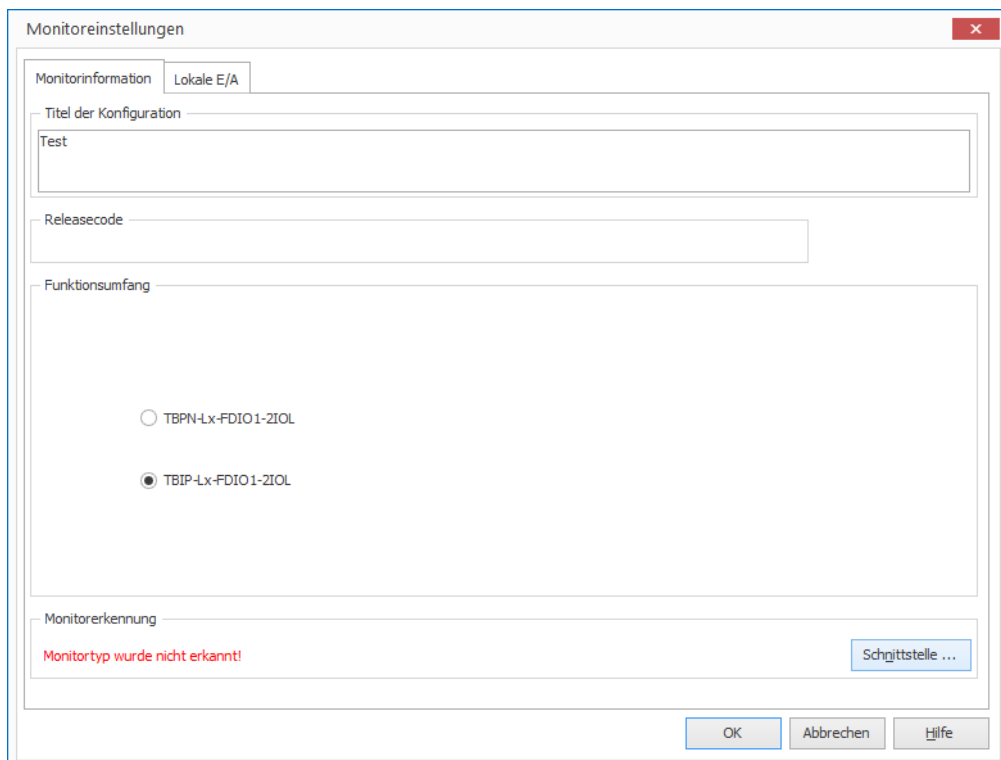 Monitoreinstellungen
Monitorinformation
Lokale E/A
Titel der Konfiguration
Test
Releasecode
Funktionsumfang
TBPN-Lx-FDIO1-2IOL
TBIP-Lx-FDIO1-2IOL
Monitorerkennung
Monitortyp wurde nicht erkannt!
Schnittstelle ...
OK
Abbrechen
Hilfe